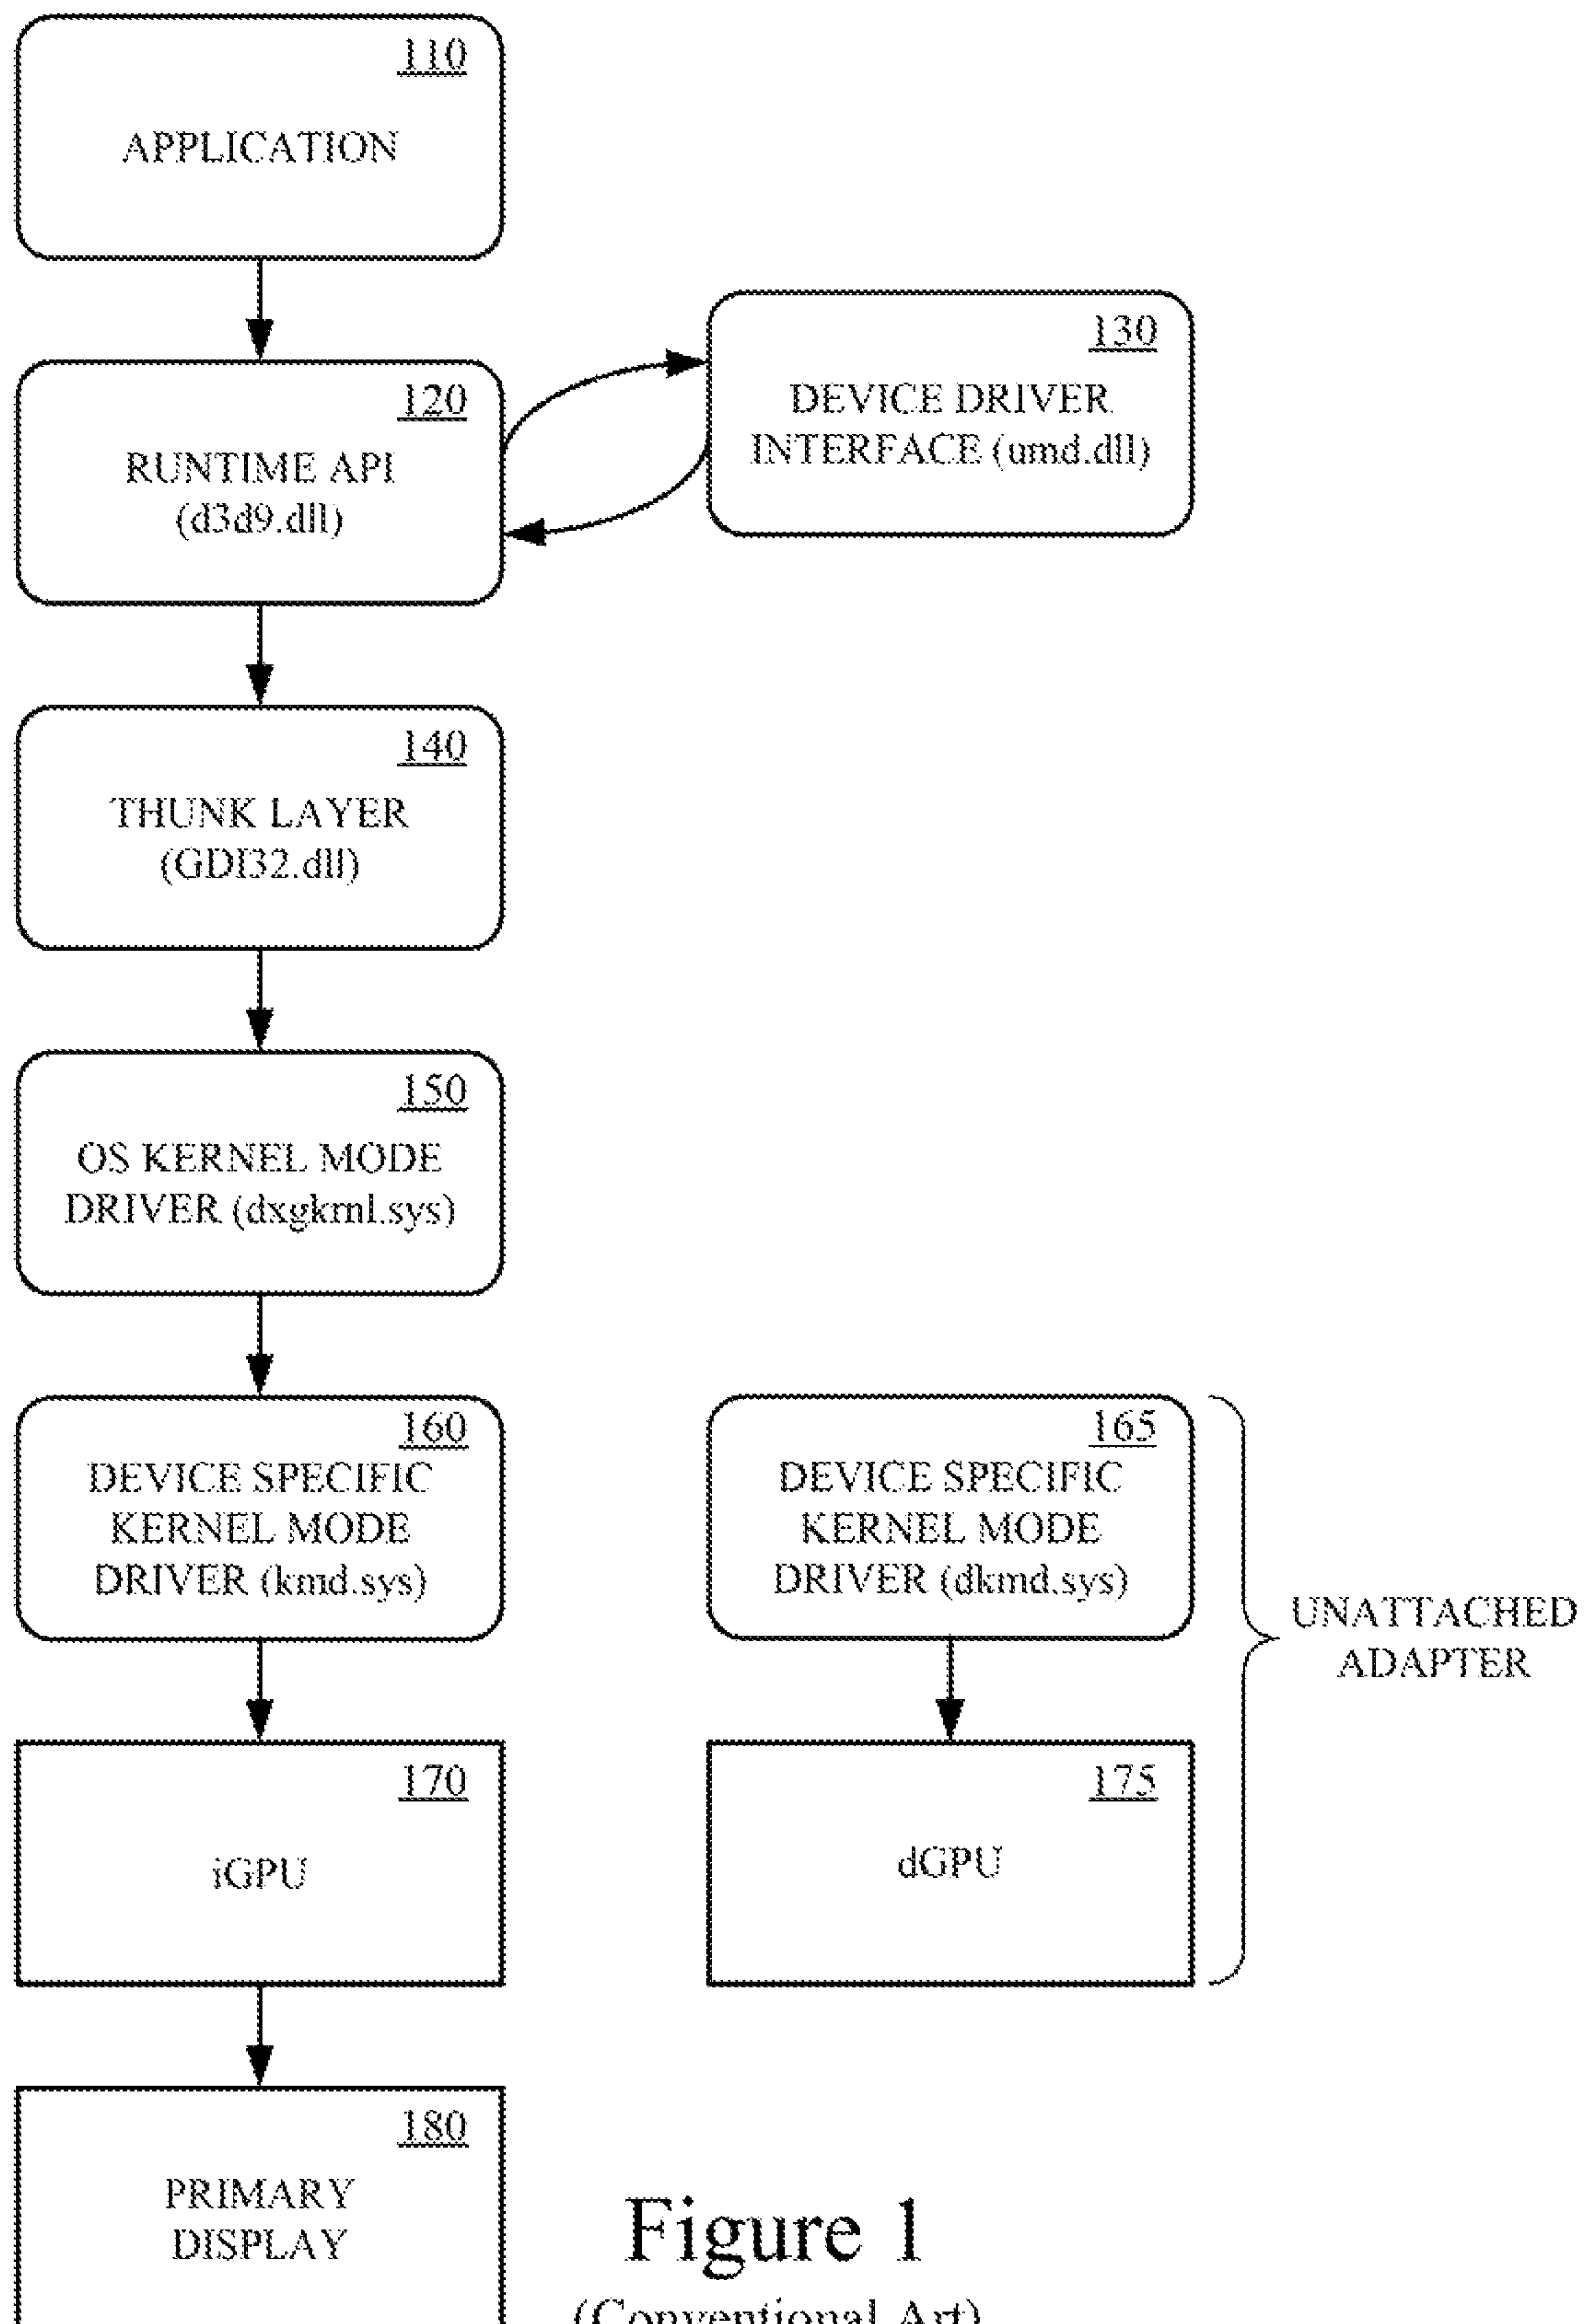 110
APPLICATION
130
DEVICE DRIVER
INTERFACE (umd.dll)
120
RUNTIME API
(d3d9.dll)
140
THUNK LAYER
(GDI32.dll)
150
OS KERNEL MODE
DRIVER (dxgkrnl.sys)
160
DEVICE SPECIFIC
KERNEL MODE
DRIVER (kmd.sys)
165
DEVICE SPECIFIC
KERNEL MODE
DRIVER (dkmd.sys)
UNATTACHED
ADAPTER
170
iGPU
175
dGPU
180
PRIMARY
DISPLAY
Figure 1
(Conventional Art)